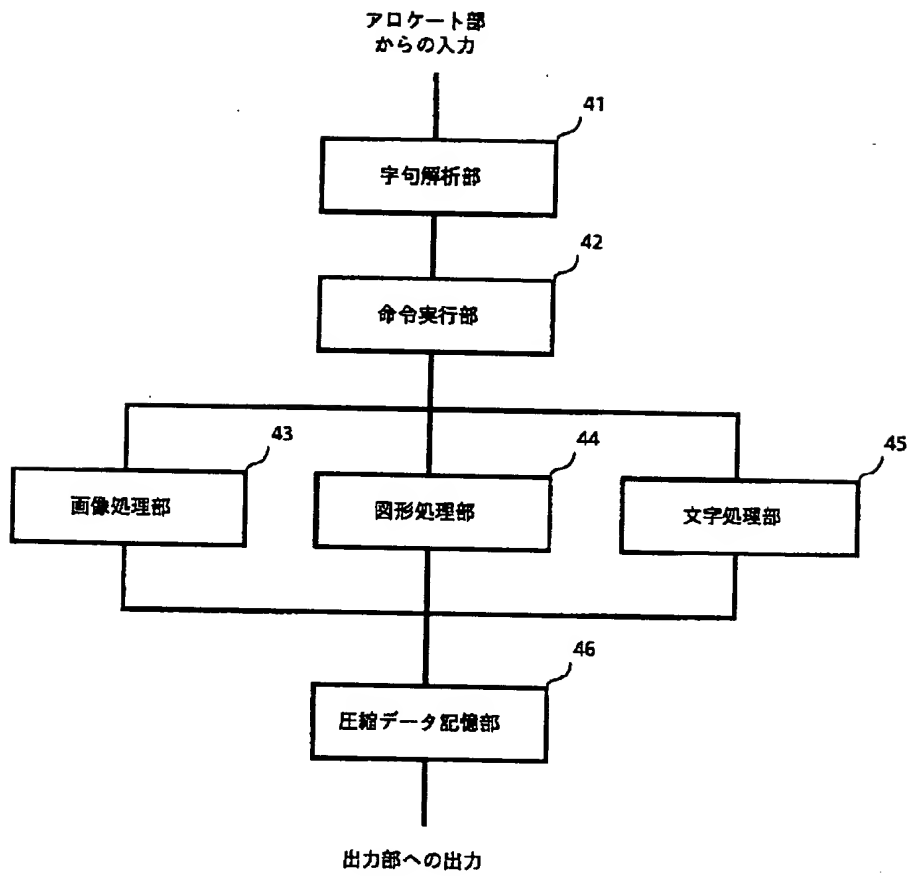 アロケート部
からの入力
41
字句解析部
42
命令実行部
43
画像処理部
44
図形処理部
45
文字処理部
46
圧縮データ記憶部
出力部への出力